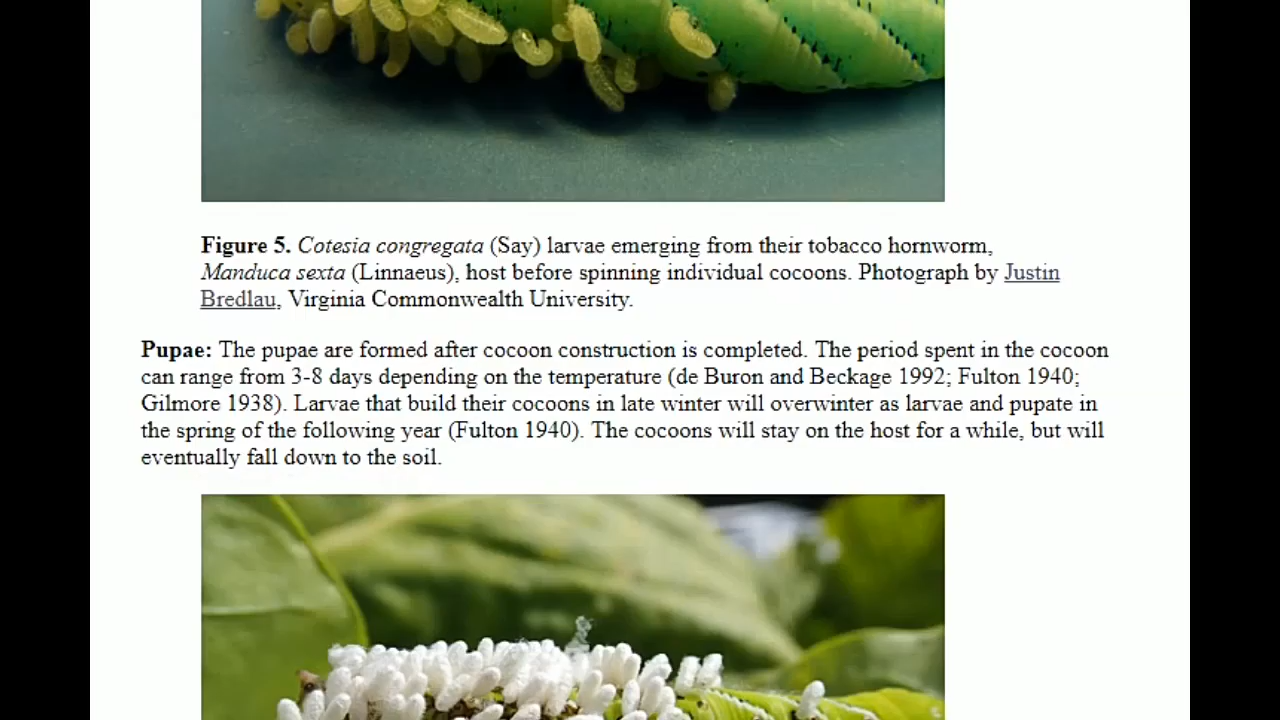 Figure 5. Cotesia congregata (Say) larvae emerging from their tobacco hornworm,
Manduca sexta (Linnaeus), host before spinning individual cocoons. Photograph by Justin
Bredlau, Virginia Commonwealth University.
Pupae: The pupae are formed after cocoon construction is completed. The period spent in the cocoon
can range from 3-8 days depending on the temperature (de Buron and Beckage 1992; Fulton 1940;
Gilmore 1938). Larvae that build their cocoons in late winter will overwinter as larvae and pupate in
the spring of the following year (Fulton 1940). The cocoons will stay on the host for a while, but will
eventually fall down to the soil.